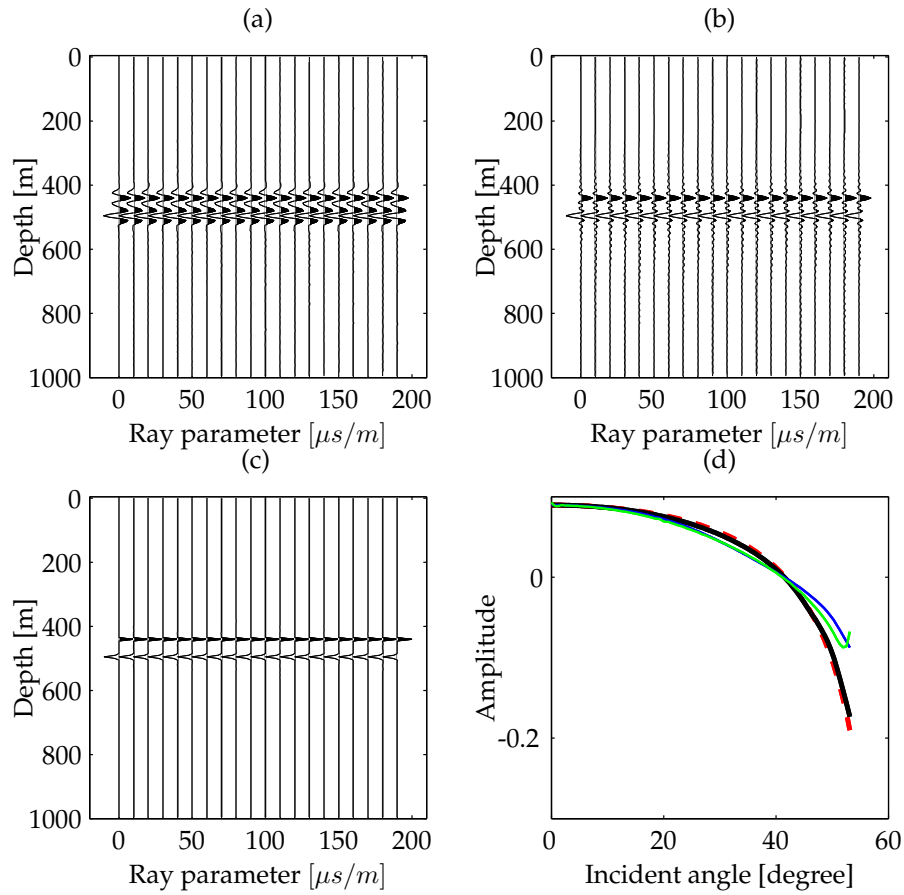 (a)
0
200
400
600
800
1000
Depth [m]
0 50 100 150 200
Ray parameter [μs/m]
(b)
0
200
400
600
800
1000
Depth [m]
0 50 100 150 200
Ray parameter [μs/m]
(c)
0
200
400
600
800
1000
Depth [m]
0 50 100 150 200
Ray parameter [μs/m]
(d)
0
-0.2
Amplitude
0 20 40 60
Incident angle [degree]